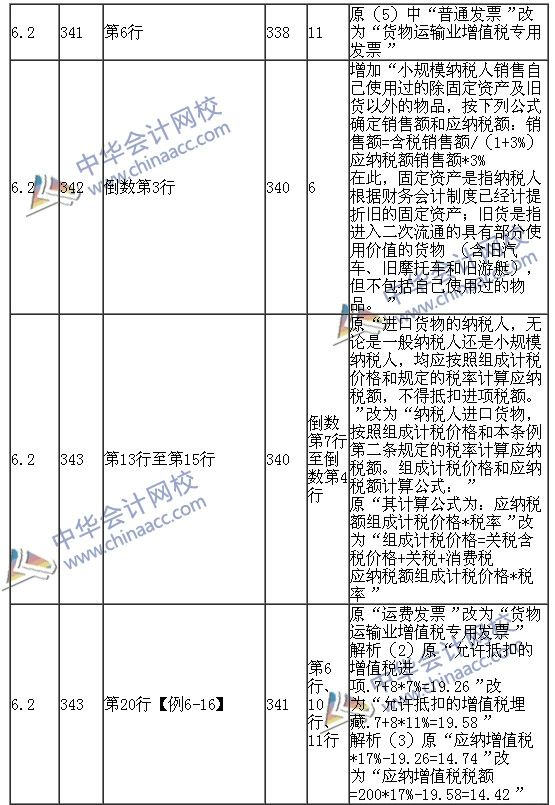 原（5）中“普通发票”改
6.2 341 第6行 338 11 为“货物运输业增值税专用
发票”
增加“小规模纳税人销售自
己使用过的除固定资产及旧
货以外的物品，按下列公式
确定销售额和应纳税额：销
售额=含税销售额/（1+3%）
应纳税额销售额*3%
6.2 342 倒数第3行 340 6
在此，固定资产是指纳税人
根据财务会计制度已经计提
折旧的固定资产；旧货是指
进入二次流通的具有部分使
用价值的货物 （含旧汽
车、旧摩托车和旧游艇），
但不包括自己使用过的物
品。”
原“进口货物的纳税人，无
论是一般纳税人还是小规模
纳税人，均应按照组成计税
价格和规定的税率计算应纳
税额，不得抵扣进项税额。
”改为“纳税人进口货物，
按照组成计税价格和本条例
第二条规定的税率计算应纳
税额。组成计税价格和应纳
税额计算公式：”
6.2 343 第13行至第15行 340
倒数
第7行
至倒
数第4
行
原“其计算公式为：应纳税
额组成计税价格*税率”改
为“组成计税价格=关税含
税价格+关税+消费税
应纳税额组成计税价格*税
率”
原“运费发票”改为“货物
运输业增值税专用发票”
解析（2）原“允许抵扣的
增值税进
项.7+8*7%=19.26”改
为“允许抵扣的增值税埋
藏.7+8*11%=19.58”
6.2 343 第20行【例6-16】 341
第6
行、
10
行、
11行
解析（3）原“应纳增值税
*17%-19.26=14.74”改
为“应纳增值税税额
=200*17%-19.58=14.42”
中华会计网校
www.chinaacc.com
中华会计网校
www.chinaacc.com
中华会计网校
www.chinaacc.com
中华会计网校
www.chinaacc.com